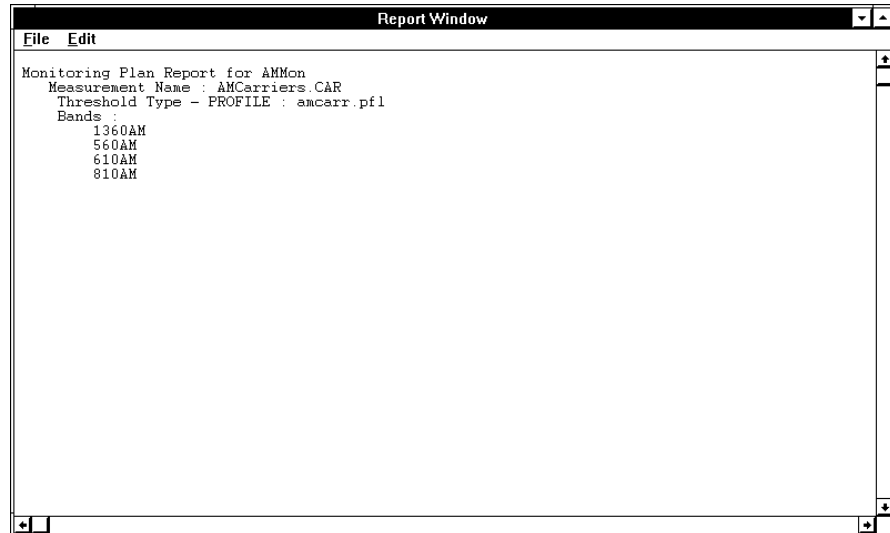 Report Window
File Edit
Monitoring Plan Report for AMMon
Measurement Name : AMCarriers.CAR
Threshold Type - PROFILE : amcarr.pfl
Bands :
1360AM
560AM
610AM
810AM